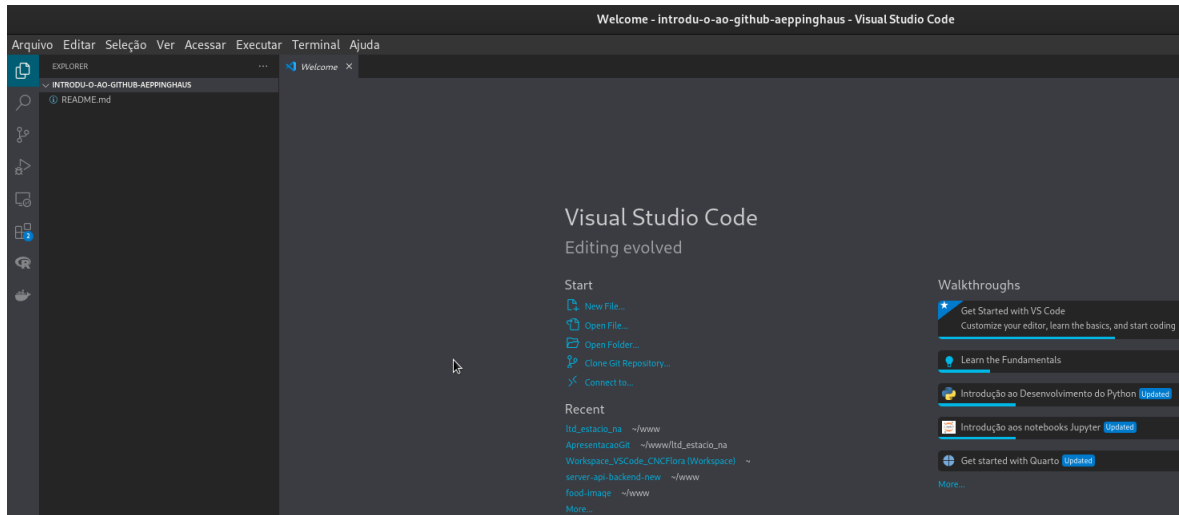 Welcome - introdu-o-ao-github-aeppinghaus - Visual Studio Code
Arquivo Editar Seleção Ver Acessar Executar Terminal Ajuda
EXPLORER ···
Welcome ×
INTRODU-O-AO-GITHUB-AEPPINGHAUS
README.md
2
Visual Studio Code
Editing evolved
Start
New File...
Open File...
Open Folder...
Clone Git Repository...
Connect to...
Recent
ltd_estacio_na ~/www
ApresentacaoGit ~/www/ltd_estacio_na
Workspace_VSCode_CNCFlora (Workspace) ~
server-api-backend-new ~/www
food-image ~/www
More...
Walkthroughs
Get Started with VS Code
Customize your editor, learn the basics, and start coding
Learn the Fundamentals
Introdução ao Desenvolvimento do Python Updated
Introdução aos notebooks Jupyter Updated
Get started with Quarto Updated
More...